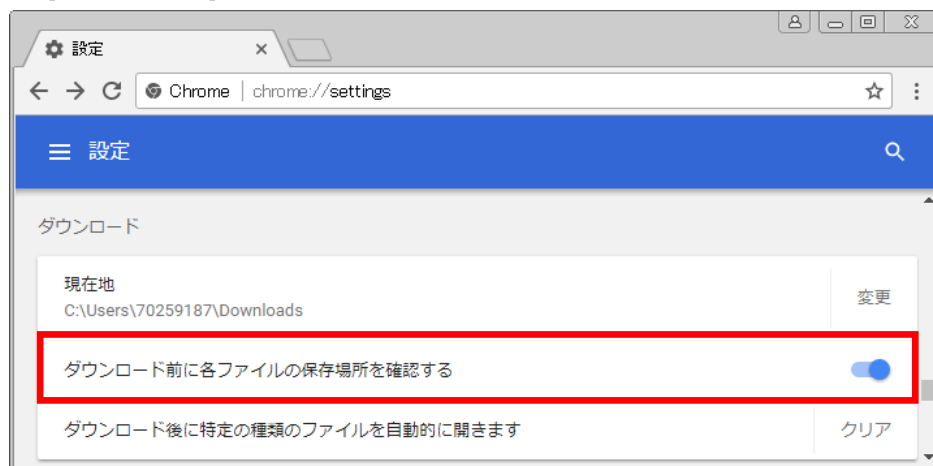 設定
Chrome | chrome://settings
設定
ダウンロード
現在地
C:\Users\70259187\Downloads
変更
ダウンロード前に各ファイルの保存場所を確認する
ダウンロード後に特定の種類のファイルを自動的に開きます
クリア